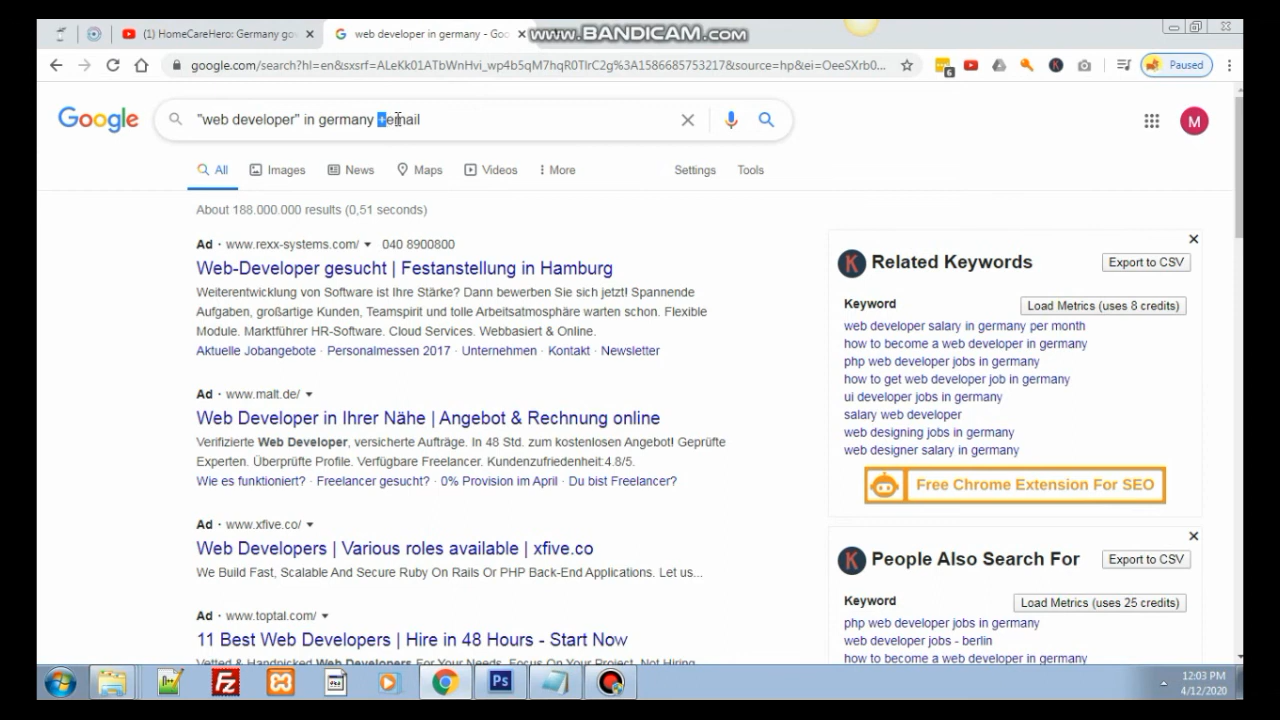 (1) HomeCareHero: Germany gov
web developer in germany - Goo
www.BANDICAM.com
google.com/search?hl=en&sxsrf=ALeKk01ATbWnHvi_wp4b5qM7hqR0TlrC2g%3A1586685753217&source=hp&ei=OeeSXrb0...
6
Paused
Google
"web developer" in germany +email
M
All
Images
News
Maps
Videos
More
Settings
Tools
About 188.000.000 results (0,51 seconds)
Ad · www.rexx-systems.com/ 040 8900800
Web-Developer gesucht | Festanstellung in Hamburg
Weiterentwicklung von Software ist Ihre Stärke? Dann bewerben Sie sich jetzt! Spannende
Aufgaben, großartige Kunden, Teamspirit und tolle Arbeitsatmosphäre warten schon. Flexible
Module. Marktführer HR-Software. Cloud Services. Webbasiert & Online.
Aktuelle Jobangebote · Personalmessen 2017 · Unternehmen · Kontakt · Newsletter
Ad · www.malt.de/
Web Developer in Ihrer Nähe | Angebot & Rechnung online
Verifizierte Web Developer, versicherte Aufträge. In 48 Std. zum kostenlosen Angebot! Geprüfte
Experten. Überprüfte Profile. Verfügbare Freelancer. Kundenzufriedenheit:4.8/5.
Wie es funktioniert? · Freelancer gesucht? · 0% Provision im April · Du bist Freelancer?
Ad · www.xfive.co/
Web Developers | Various roles available | xfive.co
We Build Fast, Scalable And Secure Ruby On Rails Or PHP Back-End Applications. Let us...
Ad · www.toptal.com/
11 Best Web Developers | Hire in 48 Hours - Start Now
Vetted & Handpicked Web Developers For Your Needs. Focus On Your Project, Not Hiring.
K
Related Keywords
Export to CSV
Keyword
Load Metrics (uses 8 credits)
web developer salary in germany per month
how to become a web developer in germany
php web developer jobs in germany
how to get web developer job in germany
ui developer jobs in germany
salary web developer
web designing jobs in germany
web designer salary in germany
Free Chrome Extension For SEO
K
People Also Search For
Export to CSV
Keyword
Load Metrics (uses 25 credits)
php web developer jobs in germany
web developer jobs - berlin
how to become a web developer in germany
Fz
Ps
12:03 PM
4/12/2020